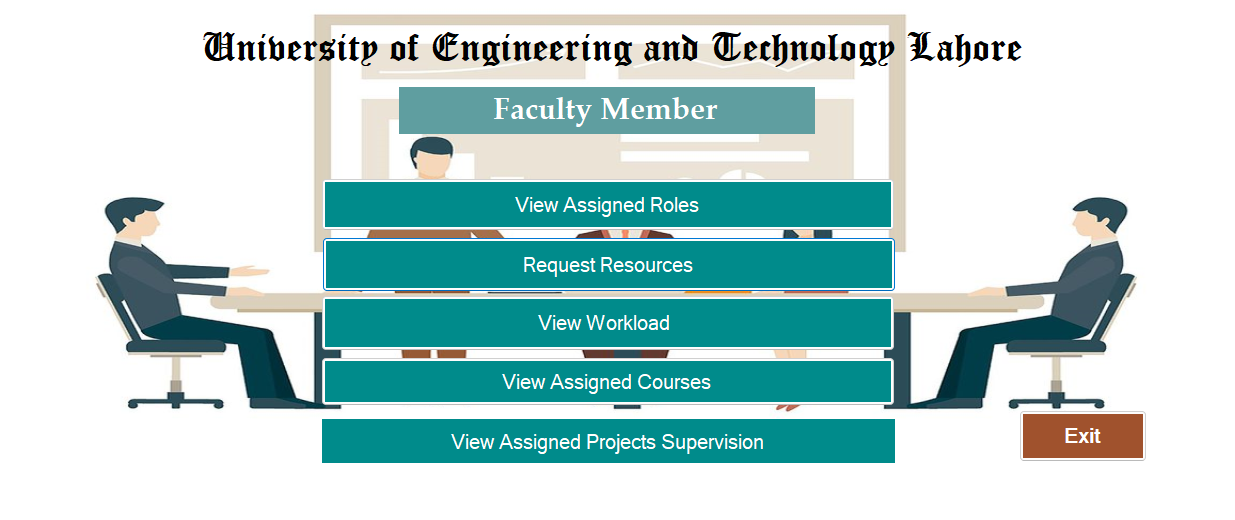 University of Engineering and Technology Lahore
Faculty Member
View Assigned Roles
Request Resources
View Workload
View Assigned Courses
View Assigned Projects Supervision
Exit